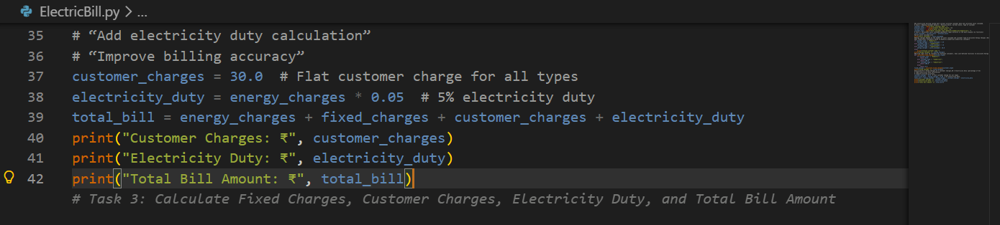 ElectricBill.py > ...
35 # “Add electricity duty calculation”
36 # “Improve billing accuracy”
37 customer_charges = 30.0  # Flat customer charge for all types
38 electricity_duty = energy_charges * 0.05  # 5% electricity duty
39 total_bill = energy_charges + fixed_charges + customer_charges + electricity_duty
40 print("Customer Charges: ₹", customer_charges)
41 print("Electricity Duty: ₹", electricity_duty)
42 print("Total Bill Amount: ₹", total_bill)
# Task 3: Calculate Fixed Charges, Customer Charges, Electricity Duty, and Total Bill Amount